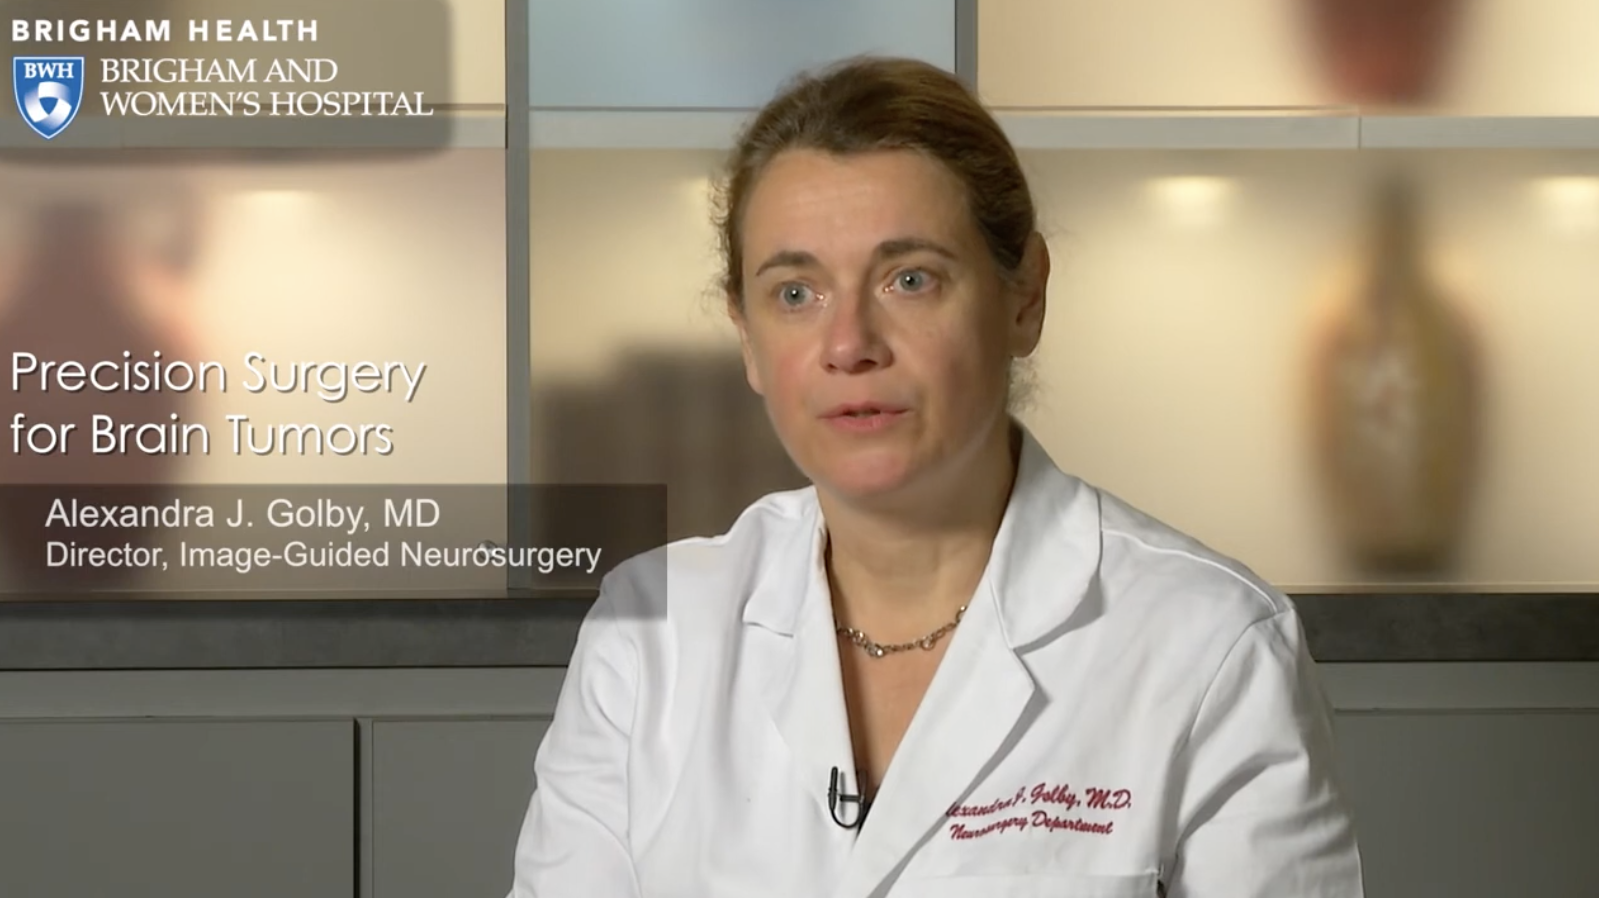 BRIGHAM HEALTH
BWH
BRIGHAM AND
WOMEN'S HOSPITAL
Precision Surgery
for Brain Tumors
Alexandra J. Golby, MD
Director, Image-Guided Neurosurgery
lexandra J. Golby, M.D.
Neurosurgery Department